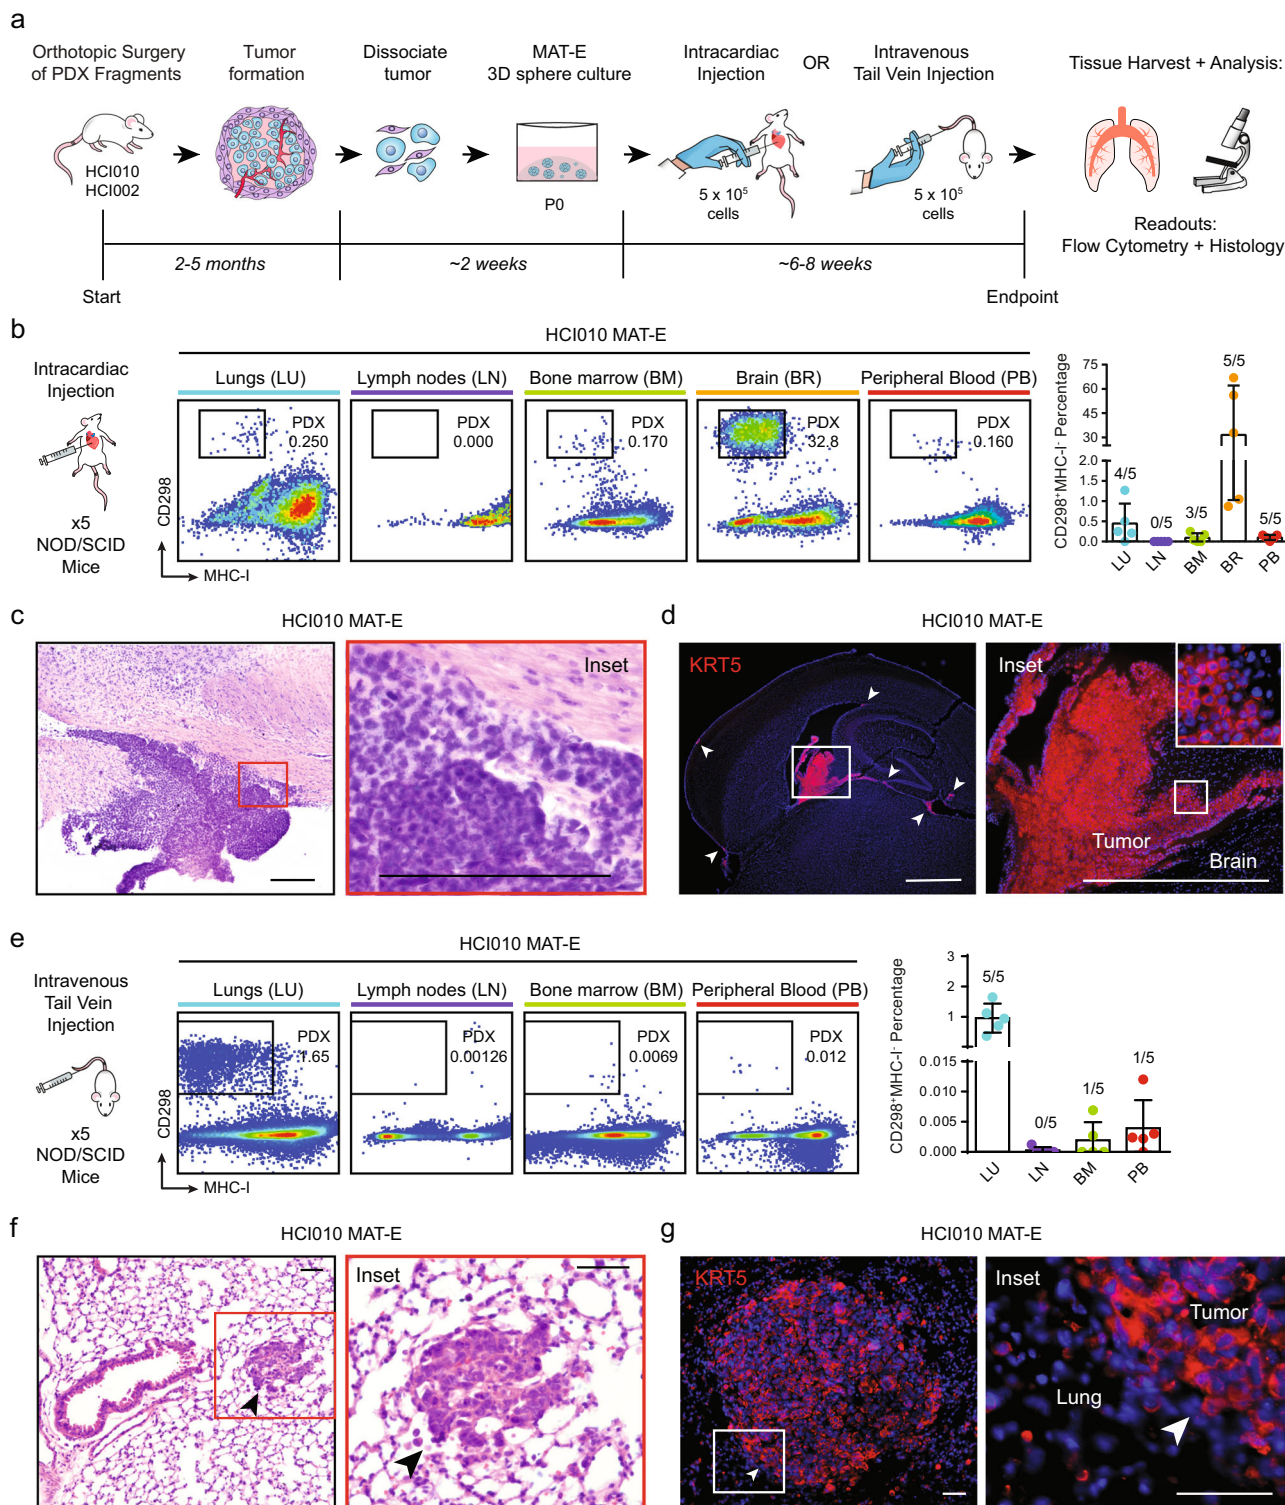 a
Orthotopic Surgery
of PDX Fragments
Tumor
formation
Dissociate
tumor
MAT-E
3D sphere culture
Intracardiac
Injection
OR
Intravenous
Tail Vein Injection
Tissue Harvest + Analysis:
HCI010
HCI002
P0
5 x 10⁵
cells
5 x 10⁵
cells
Readouts:
Flow Cytometry + Histology
2-5 months
~2 weeks
~6-8 weeks
Start
Endpoint
b
HCI010 MAT-E
Intracardiac
Injection
x5
NOD/SCID
Mice
Lungs (LU)
Lymph nodes (LN)
Bone marrow (BM)
Brain (BR)
Peripheral Blood (PB)
PDX
0.250
PDX
0.000
PDX
0.170
PDX
32.8
PDX
0.160
CD298
MHC-I
CD298⁺MHC-I⁻ Percentage
75
60
45
30
2.0
1.5
1.0
0.5
0.0
4/5
0/5
3/5
5/5
5/5
LU
LN
BM
BR
PB
c
HCI010 MAT-E
Inset
d
HCI010 MAT-E
KRT5
Inset
Tumor
Brain
e
HCI010 MAT-E
Intravenous
Tail Vein
Injection
x5
NOD/SCID
Mice
Lungs (LU)
Lymph nodes (LN)
Bone marrow (BM)
Peripheral Blood (PB)
PDX
1.65
PDX
0.00126
PDX
0.0069
PDX
0.012
CD298
MHC-I
CD298⁺MHC-I⁻ Percentage
3
2
1
0.015
0.010
0.005
0.000
5/5
0/5
1/5
1/5
LU
LN
BM
PB
f
HCI010 MAT-E
Inset
g
HCI010 MAT-E
KRT5
Inset
Tumor
Lung